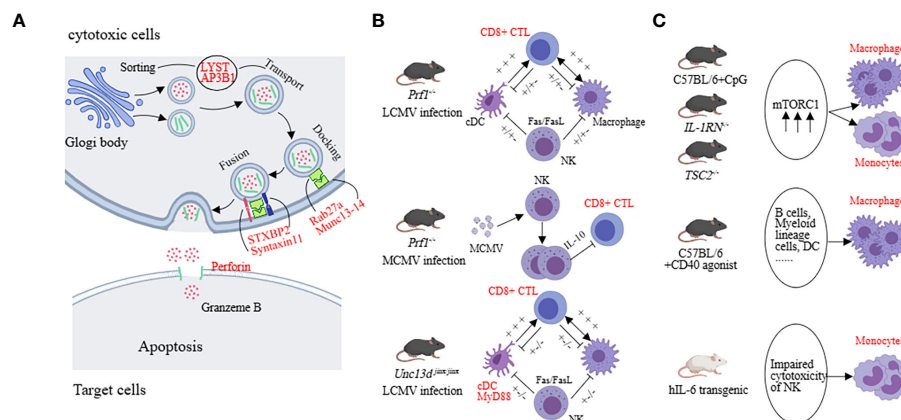 A
cytotoxic cells
Sorting
LYST
AP3B1
Transport
Glogi body
Docking
Fusion
Rab27a
Munc13-14
STXBP2
Syntaxin11
Perforin
Granzeme B
Apoptosis
Target cells
B
CD8+ CTL
Prf1-/-
LCMV infection
+++
+/-
+++
+/-
cDC
Fas/FasL
Macrophage
NK
NK
CD8+ CTL
MCMV
Prf1-/-
MCMV infection
IL-10
CD8+ CTL
+++
+/-
+++
+/-
Unc13d jinx/jinx
LCMV infection
cDC
MyD88
Fas/FasL
NK
C
C57BL/6+CpG
IL-1RN-/-
TSC2-/-
mTORC1
Macrophage
Monocytes
C57BL/6
+CD40 agonist
B cells,
Myeloid
lineage
cells, DC
......
Macrophage
hIL-6 transgenic
Impaired
cytotoxicity
of NK
Monocytes